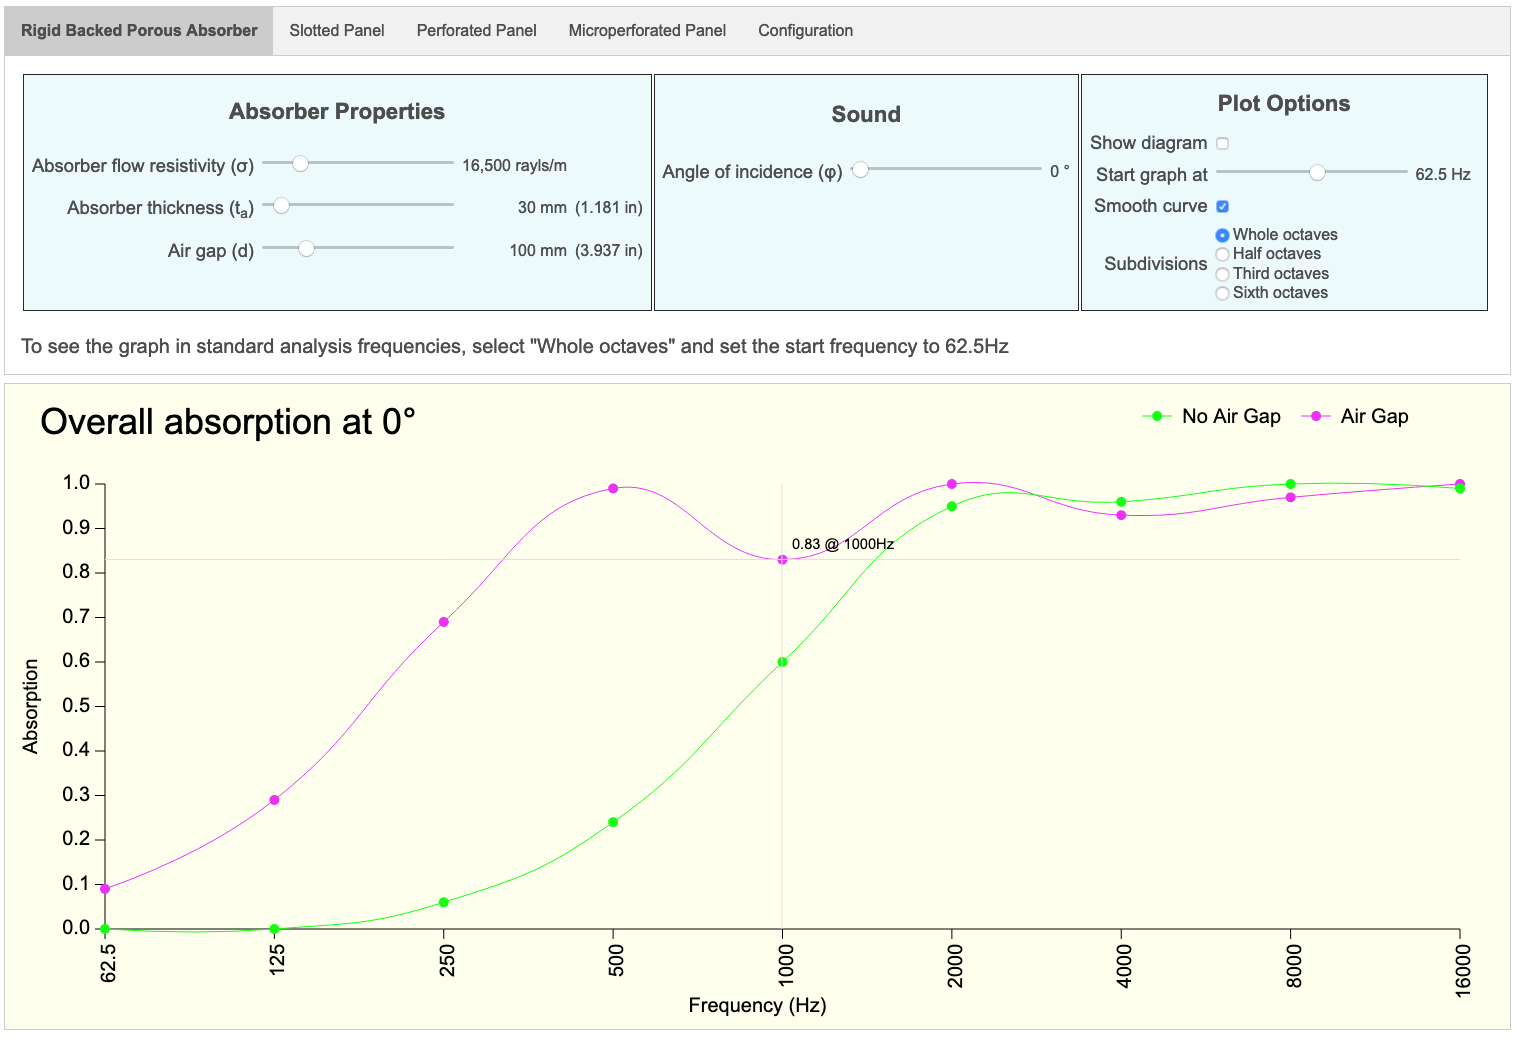 Rigid Backed Porous Absorber Slotted Panel Perforated Panel Microperforated Panel Configuration
Absorber Properties
Absorber flow resistivity (σ) 16,500 rayls/m
Absorber thickness (ta) 30 mm (1.181 in)
Air gap (d) 100 mm (3.937 in)
Sound
Angle of incidence (φ) 0 °
Plot Options
Show diagram
Start graph at 62.5 Hz
Smooth curve
Subdivisions
Whole octaves
Half octaves
Third octaves
Sixth octaves
To see the graph in standard analysis frequencies, select "Whole octaves" and set the start frequency to 62.5Hz
Overall absorption at 0°
No Air Gap Air Gap
1.0
0.9
0.8
0.7
0.6
0.5
0.4
0.3
0.2
0.1
0.0
Absorption
0.83 @ 1000Hz
62.5 125 250 500 1000 2000 4000 8000 16000
Frequency (Hz)